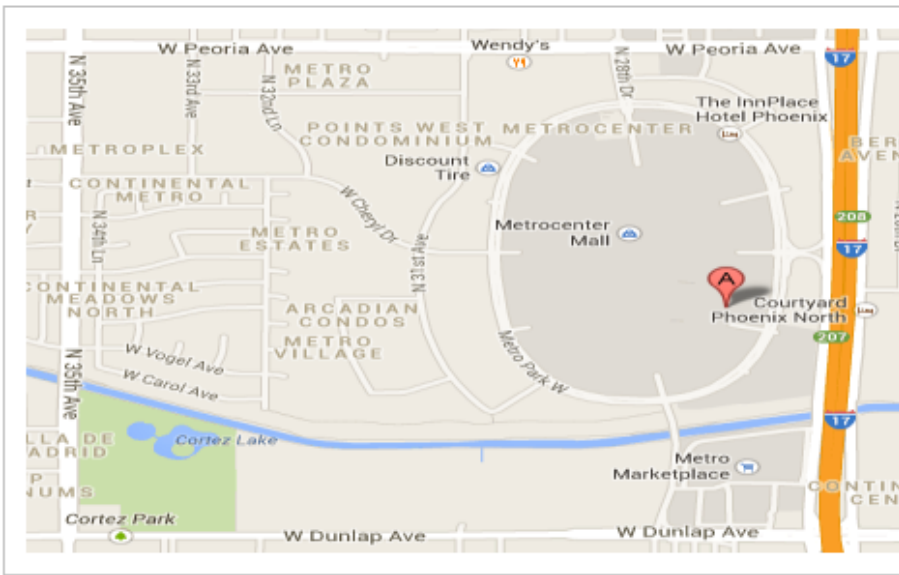 W Peoria Ave
Wendy's
W Peoria Ave
17
N 35th Ave
N 33rd Ave
N 32nd Ln
METRO
PLAZA
N 28th Dr
The InnPlace
Hotel Phoenix
POINTS WEST
CONDOMINIUM
METROCENTER
METROPLEX
Discount
Tire
CONTINENTAL
METRO
W Cheryl Dr
N 34th Ln
METRO
ESTATES
N 31st Ave
Metrocenter
Mall
208
17
A
CONTINENTAL
MEADOWS
NORTH
ARCADIAN
CONDOS
Courtyard
Phoenix North
207
METRO
VILLAGE
W Vogel Ave
W Carol Ave
Metro Park W
N 35th Ave
17
Cortez Lake
Metro
Marketplace
Cortez Park
W Dunlap Ave
W Dunlap Ave